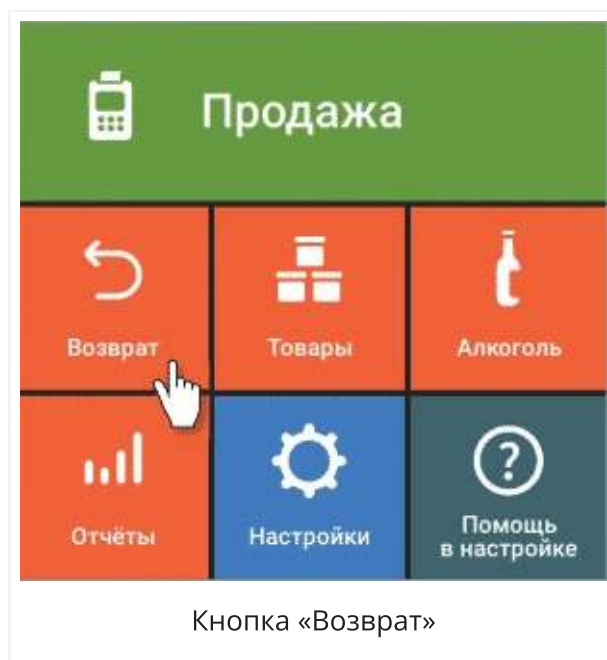 Продажа
Возврат
Товары
Алкоголь
Отчёты
Настройки
Помощь
в настройке
Кнопка «Возврат»